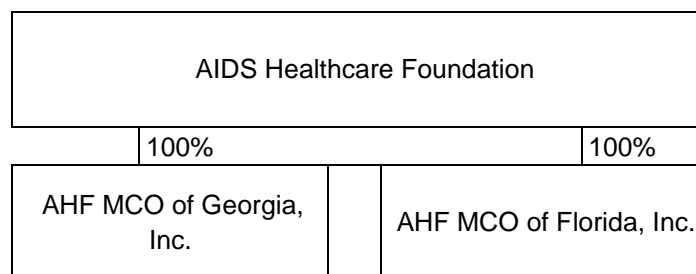 AIDS Healthcare Foundation
100%
100%
AHF MCO of Georgia,
Inc.
AHF MCO of Florida, Inc.